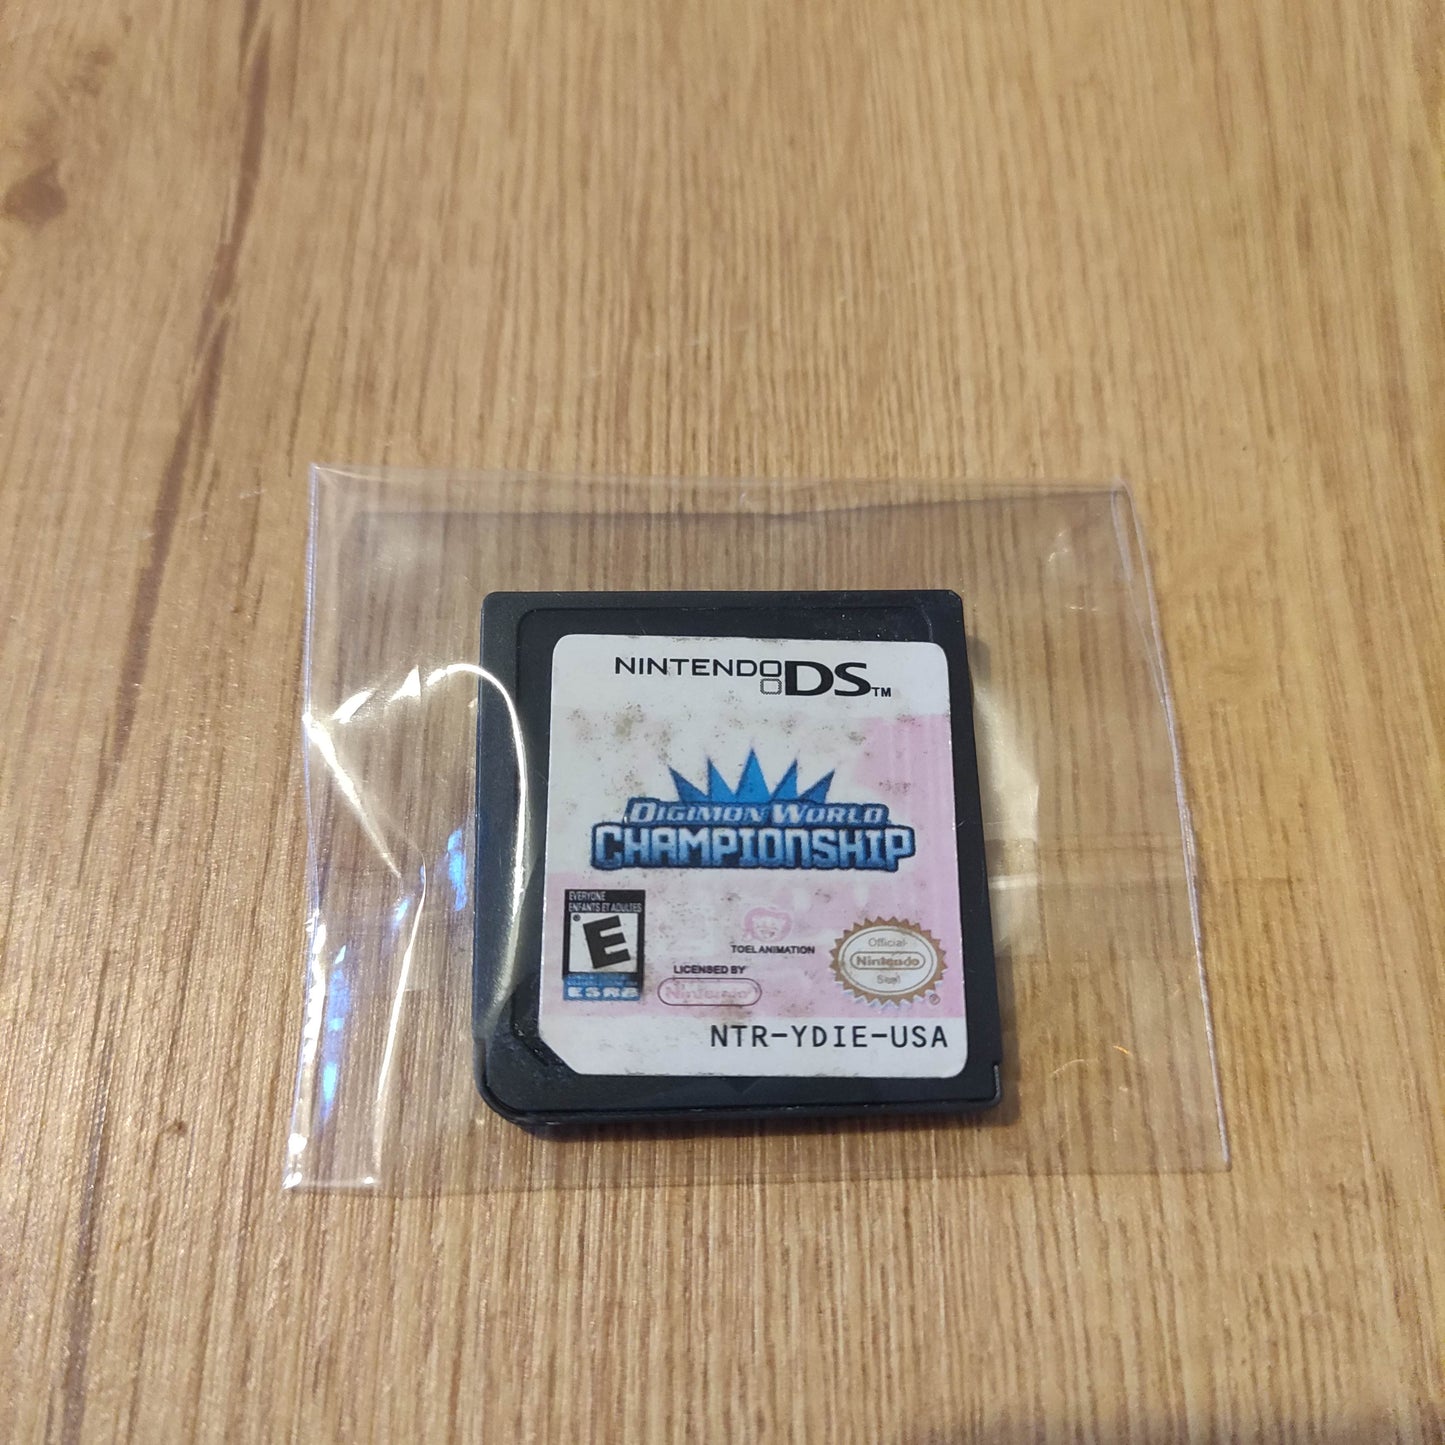 NINTENDO DS TM
DIGIMON WORLD
CHAMPIONSHIP
EVERYONE
ENFANTS ET ADULTES
E
ESRB
TOEI ANIMATION
LICENSED BY
Nintendo
Official
Nintendo
Seal
®
NTR-YDIE-USA